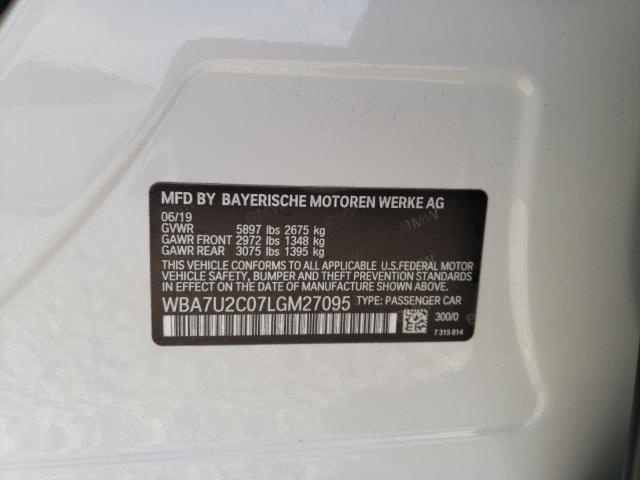 MFD BY BAYERISCHE MOTOREN WERKE AG
06/19
GVWR 5897 lbs 2675 kg
GAWR FRONT 2972 lbs 1348 kg
GAWR REAR 3075 lbs 1395 kg
THIS VEHICLE CONFORMS TO ALL APPLICABLE U.S.FEDERAL MOTOR
VEHICLE SAFETY, BUMPER AND THEFT PREVENTION STANDARDS
IN EFFECT ON THE DATE OF MANUFACTURE SHOWN ABOVE.
WBA7U2C07LGM27095 TYPE: PASSENGER CAR
300/0
7 315 814
BMW